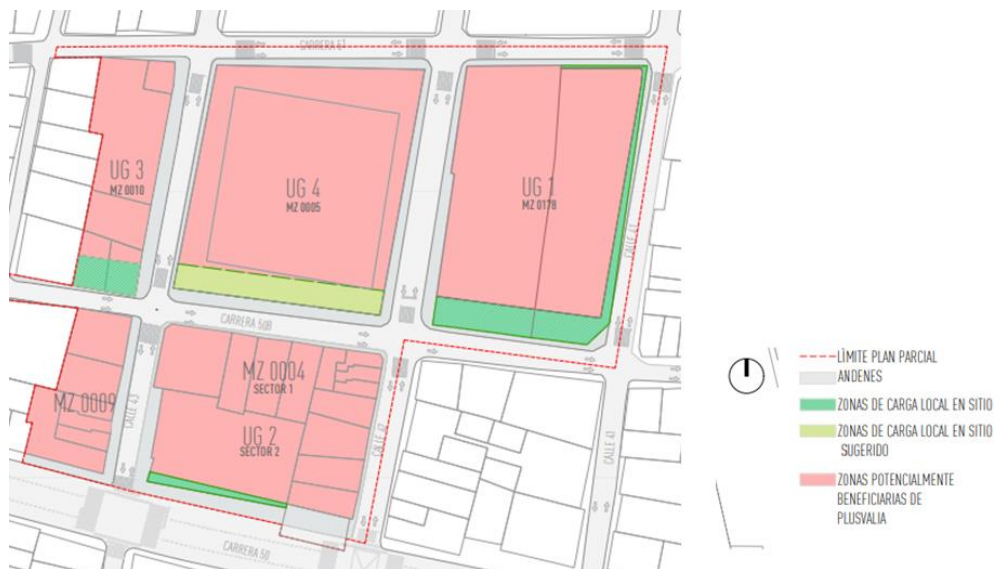 CARRERA 51
UG 3
MZ 0010
UG 4
MZ 0005
UG 1
MZ 0178
CALLE 41
CARRERA 50B
MZ 0009
CALLE 43
MZ 0004
SECTOR 1
UG 2
SECTOR 2
CALLE 42
CALLE 41
CARRERA 50
LÌMITE PLAN PARCIAL
ANDENES
ZONAS DE CARGA LOCAL EN SITIO
ZONAS DE CARGA LOCAL EN SITIO
SUGERIDO
ZONAS POTENCIALMENTE
BENEFICIARIAS DE
PLUSVALIA